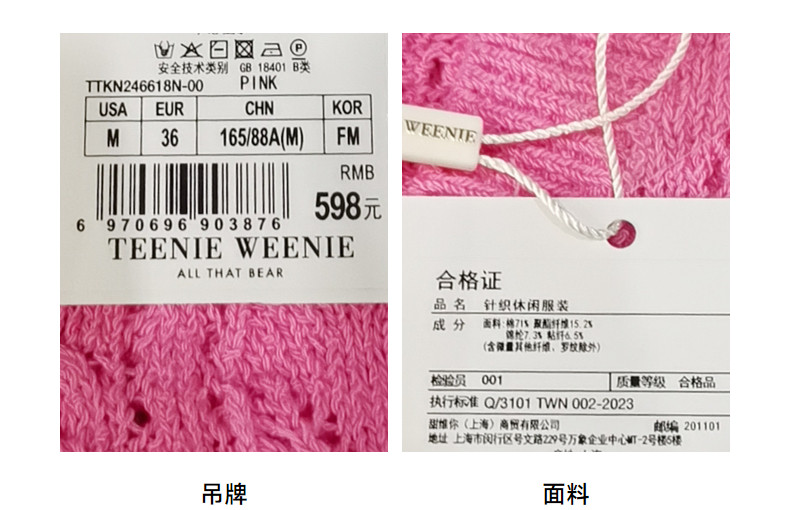 安全技术类别 GB 18401 B类
TTKN246618N-00 PINK
USA EUR CHN KOR
M 36 165/88A(M) FM
RMB
598元
6 970696 903876
TEENIE WEENIE
ALL THAT BEAR
吊牌
WEENIE
合格证
品名 针织休闲服装
成分 面料:棉71% 聚酯纤维15.2%
锦纶7.3% 粘纤6.5%
(含微量其他纤维、罗纹除外)
检验员 001 质量等级 合格品
执行标准 Q/3101 TWN 002-2023
甜维你（上海）商贸有限公司 邮编 201101
地址 上海市闵行区号文路229号万象企业中心MT-2号楼5楼
面料